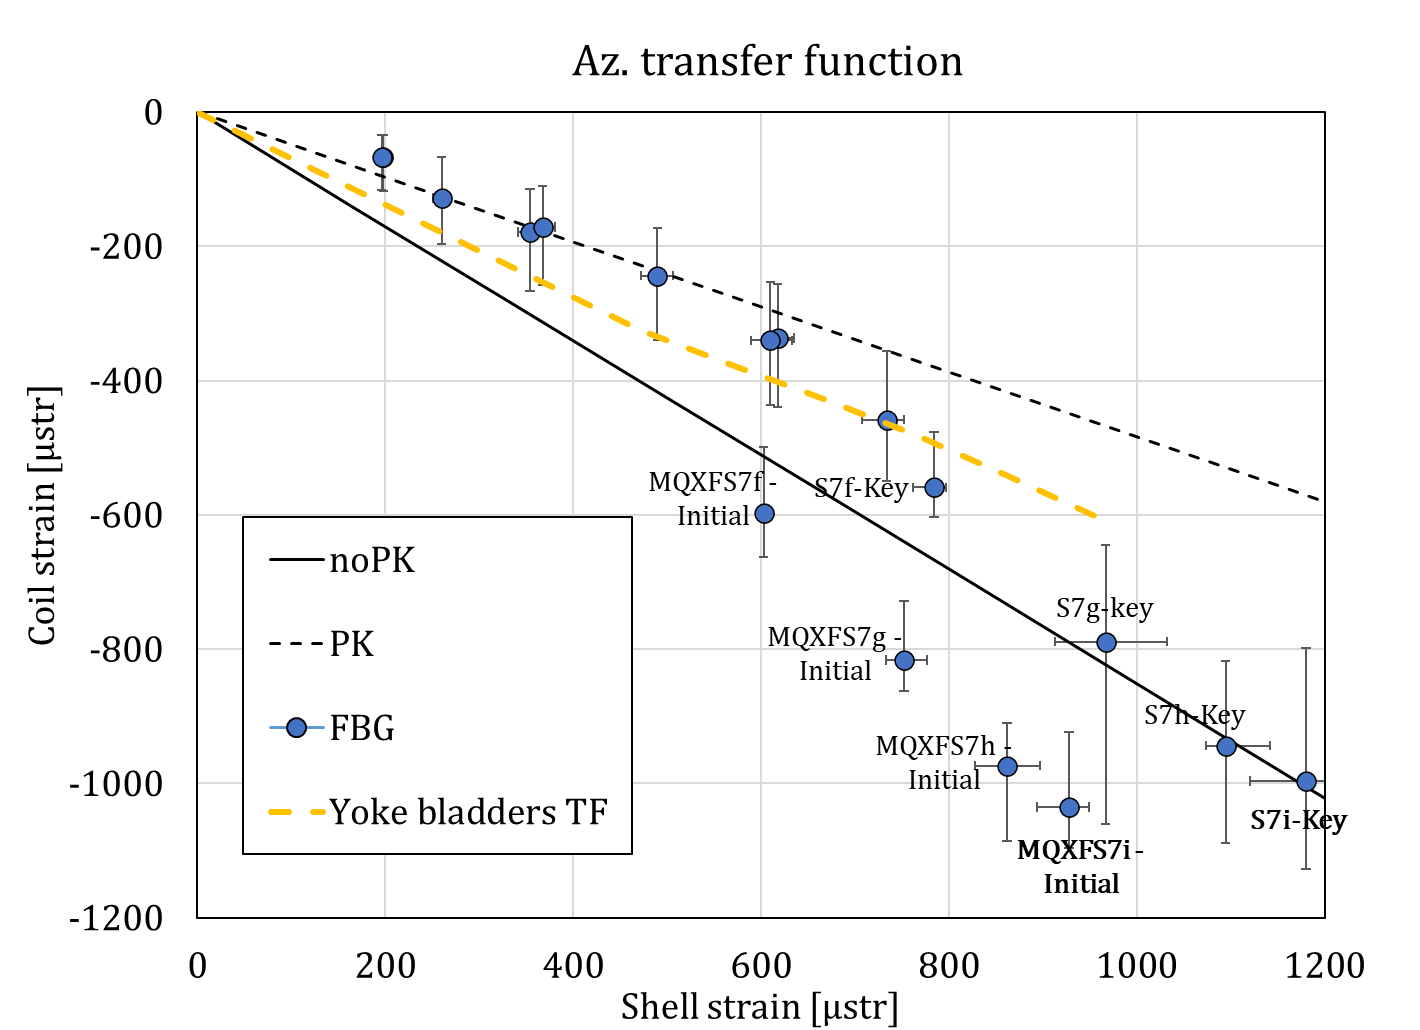 Az. transfer function
0
-200
-400
-600
-800
-1000
-1200
Coil strain [µstr]
MQXFS7f -
Initial
S7f-Key
S7g-key
MQXFS7g -
Initial
S7h-Key
MQXFS7h -
Initial
S7i-Key
MQXFS7i -
Initial
noPK
PK
FBG
Yoke bladders TF
0
200
400
600
800
1000
1200
Shell strain [µstr]